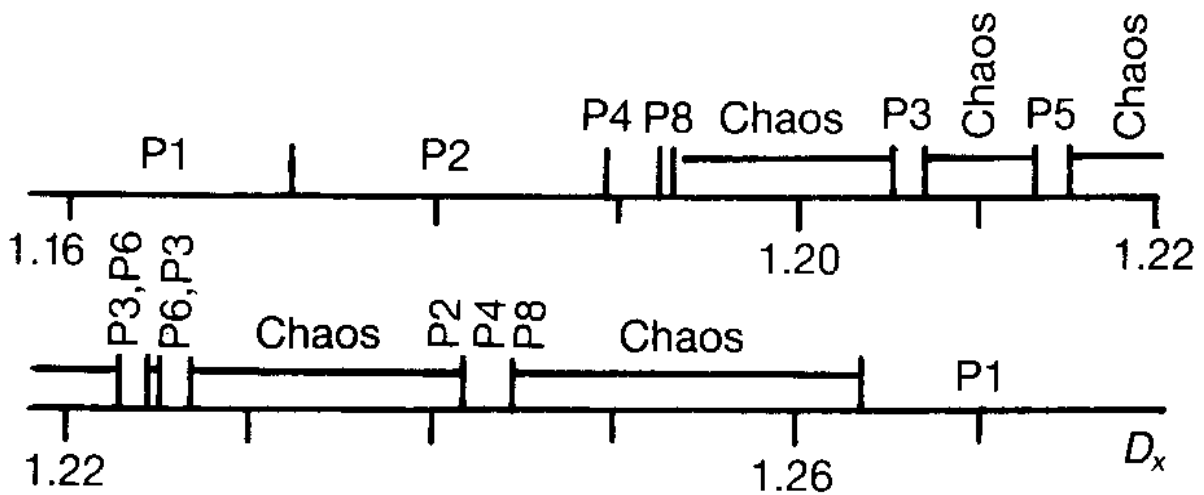 P1 P2 P4 P8 Chaos P3 Chaos P5 Chaos
1.16 1.20 1.22
P3,P6 P6,P3 Chaos P2 P4 P8 Chaos P1
1.22 1.26 Dₓ